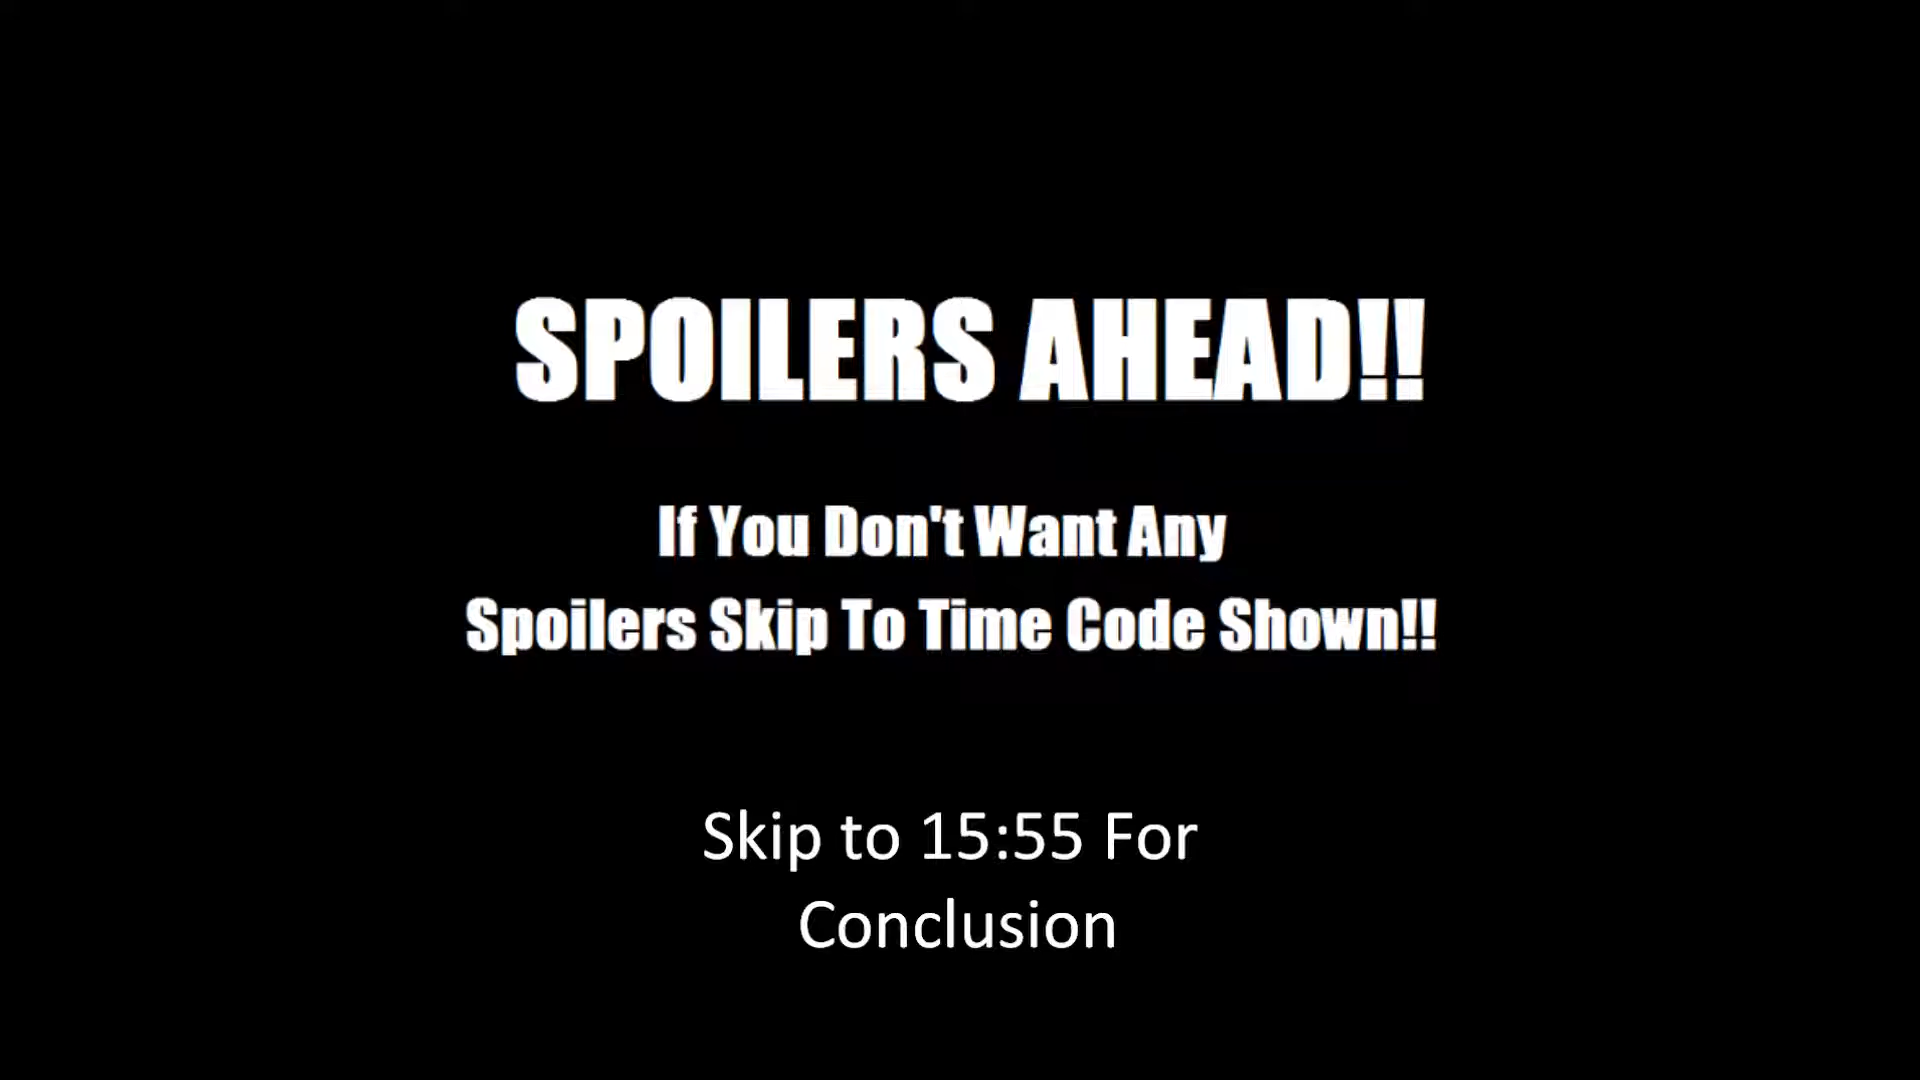 SPOILERS AHEAD!!
If You Don't Want Any
Spoilers Skip To Time Code Shown!!
Skip to 15:55 For
Conclusion